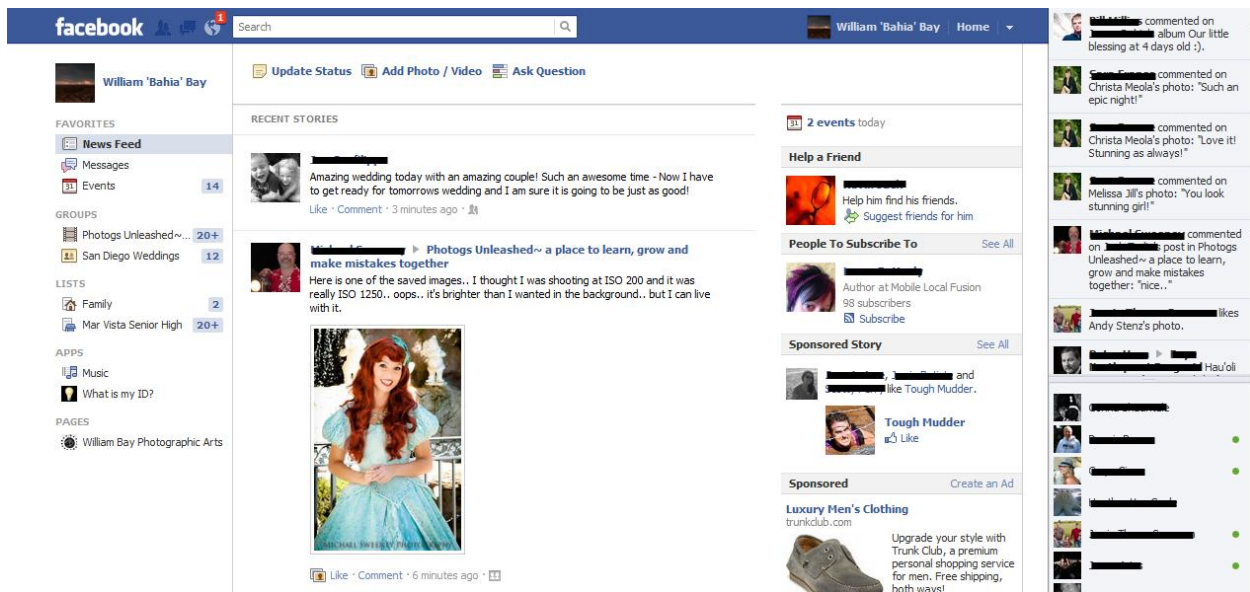 facebook
1
Search
William 'Bahia' Bay
Home
William 'Bahia' Bay
FAVORITES
News Feed
Messages
31 Events 14
GROUPS
Photogs Unleashed~... 20+
San Diego Weddings 12
LISTS
Family 2
Mar Vista Senior High 20+
APPS
Music
What is my ID?
PAGES
William Bay Photographic Arts
Update Status Add Photo / Video Ask Question
RECENT STORIES
Amazing wedding today with an amazing couple! Such an awesome time - Now I have
to get ready for tomorrows wedding and I am sure it is going to be just as good!
Like · Comment · 3 minutes ago ·
Photogs Unleashed~ a place to learn, grow and
make mistakes together
Here is one of the saved images.. I thought I was shooting at ISO 200 and it was
really ISO 1250.. oops.. it's brighter than I wanted in the background.. but I can live
with it.
MICHAEL SWEENEY PHOTOGRAPHY
Like · Comment · 6 minutes ago ·
31 2 events today
Help a Friend
Help him find his friends.
Suggest friends for him
People To Subscribe To See All
Author at Mobile Local Fusion
98 subscribers
Subscribe
Sponsored Story See All
and
like Tough Mudder.
Tough Mudder
Like
Sponsored Create an Ad
Luxury Men's Clothing
trunkclub.com
Upgrade your style with
Trunk Club, a premium
personal shopping service
for men. Free shipping,
both ways!
commented on
album Our little
blessing at 4 days old :).
commented on
Christa Meola's photo: "Such an
epic night!"
commented on
Christa Meola's photo: "Love it!
Stunning as always!"
commented on
Melissa Jill's photo: "You look
stunning girl!"
commented
on post in Photogs
Unleashed~ a place to learn,
grow and make mistakes
together: "nice.."
likes
Andy Stenz's photo.
Hau'oli